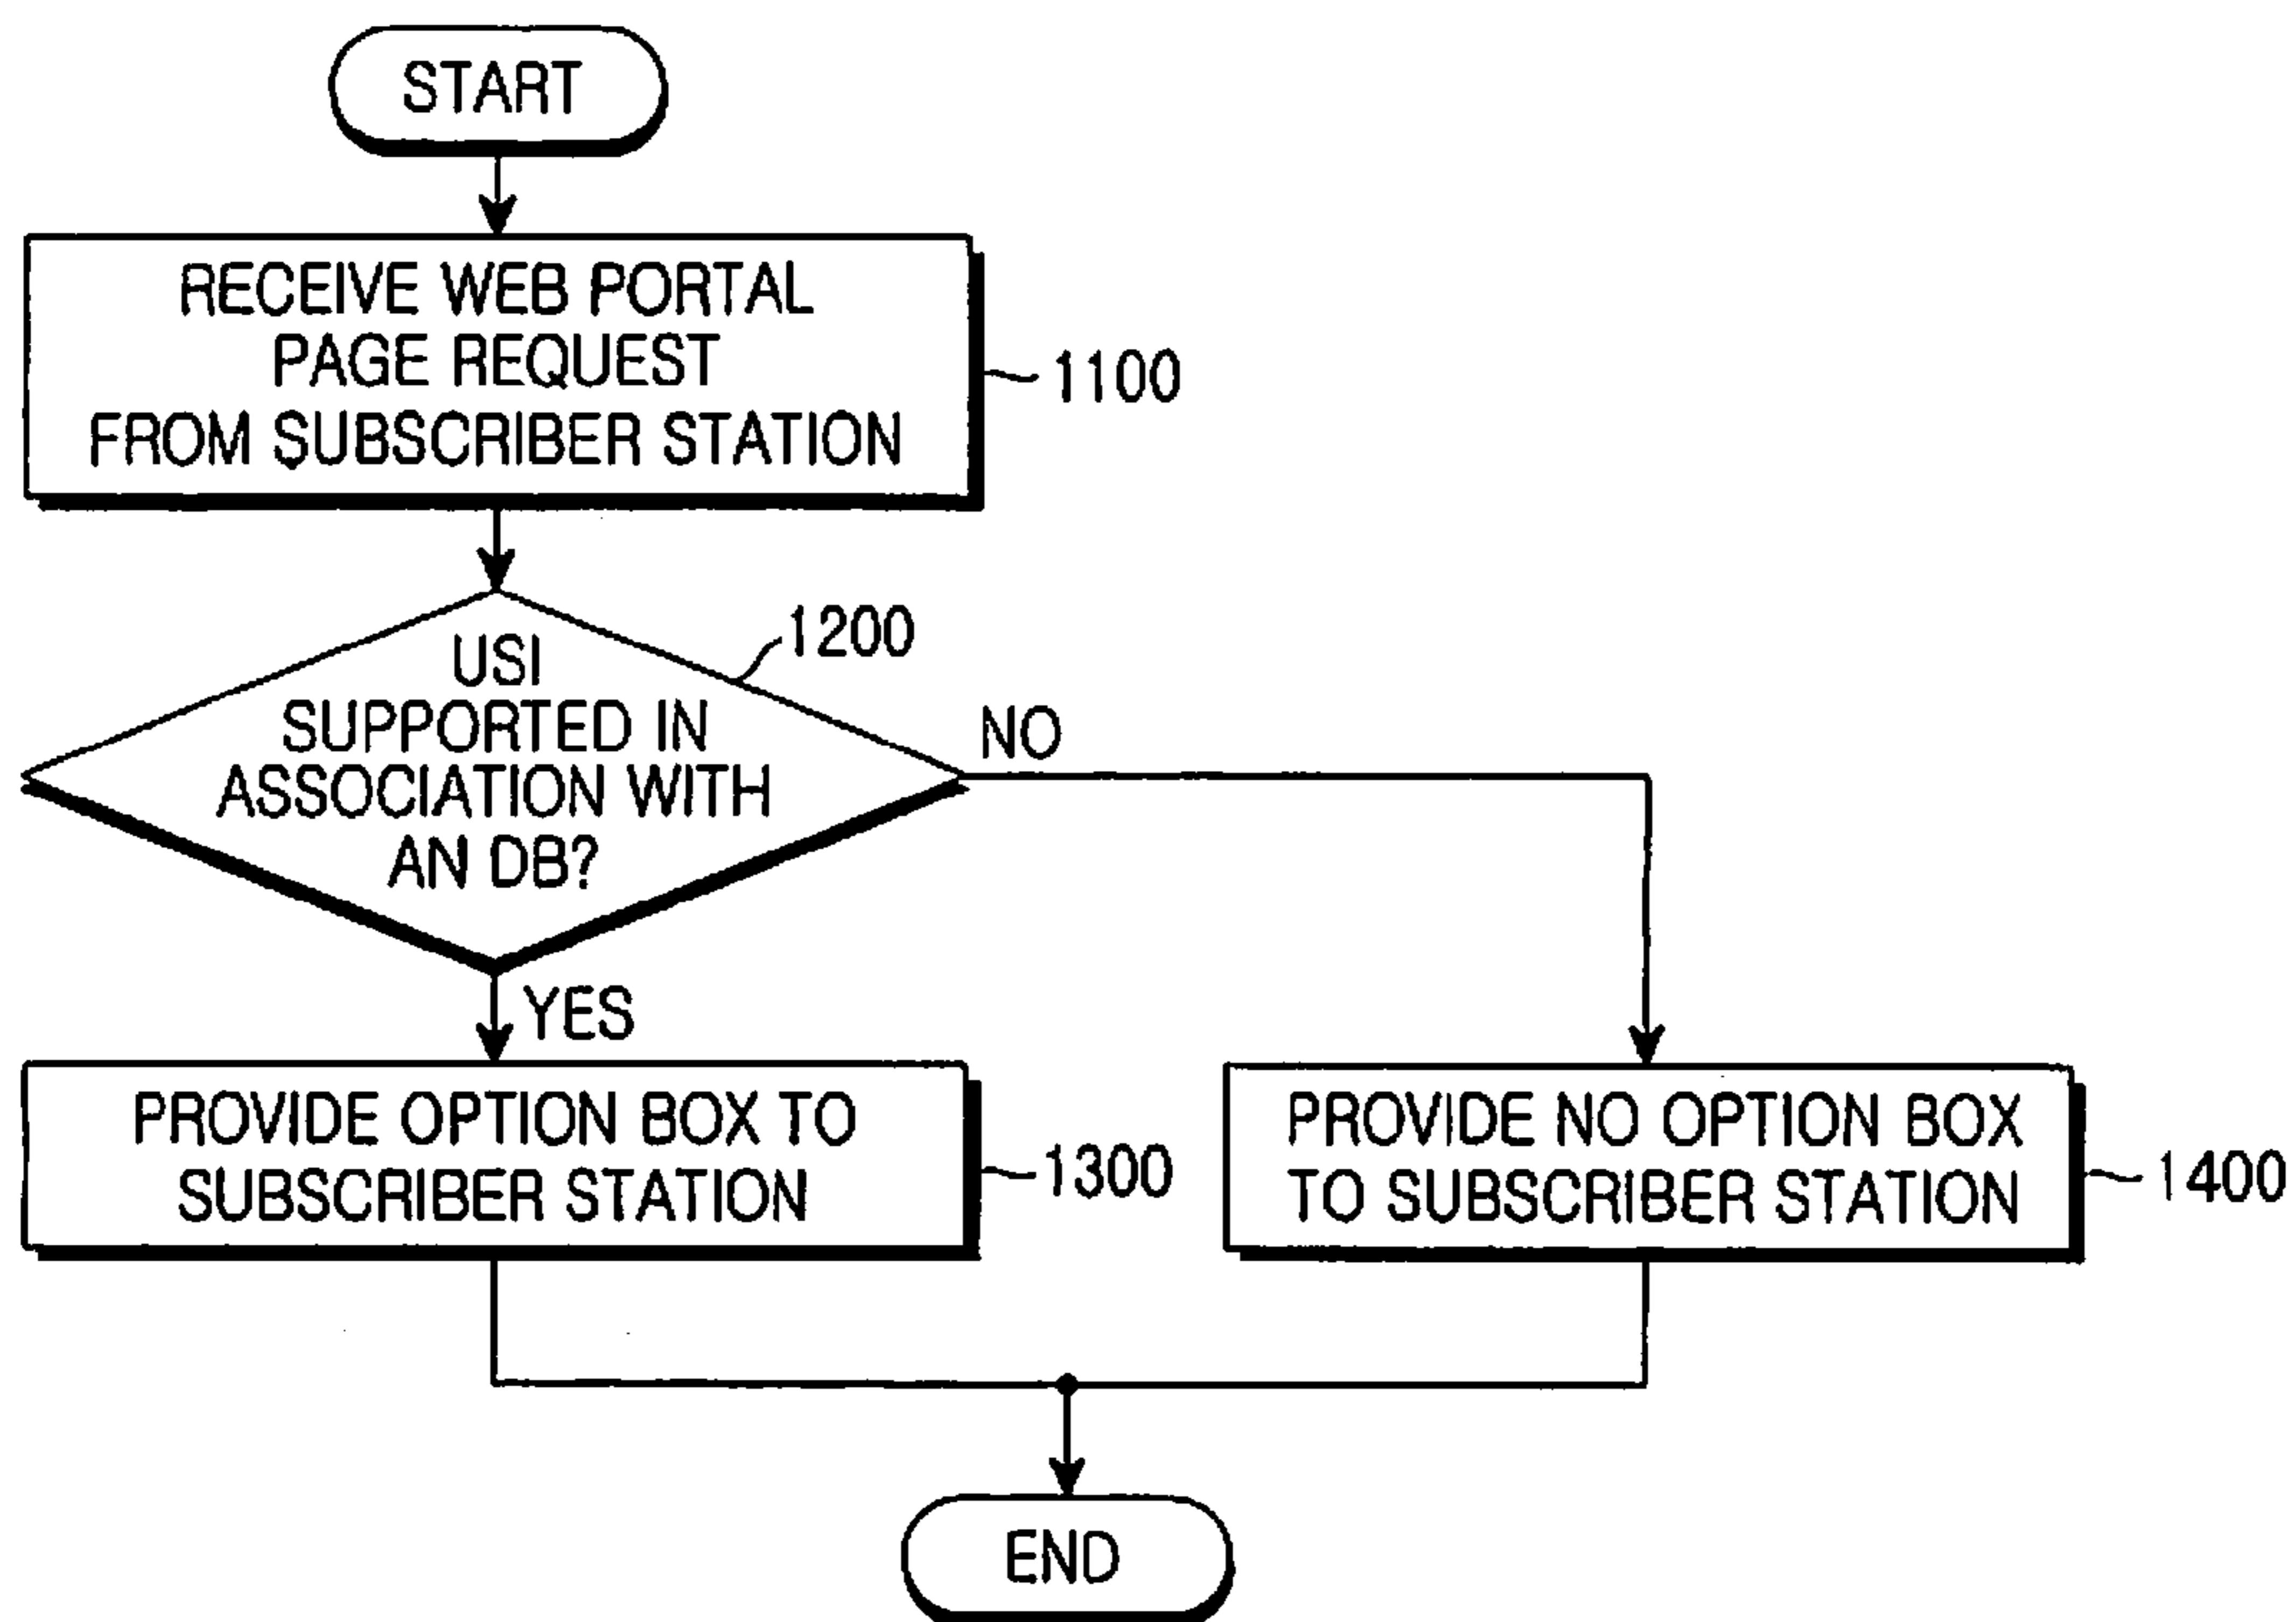 START
RECEIVE WEB PORTAL
PAGE REQUEST
FROM SUBSCRIBER STATION
1100
USI
SUPPORTED IN
ASSOCIATION WITH
AN DB?
1200
NO
YES
PROVIDE OPTION BOX TO
SUBSCRIBER STATION
1300
PROVIDE NO OPTION BOX
TO SUBSCRIBER STATION
1400
END